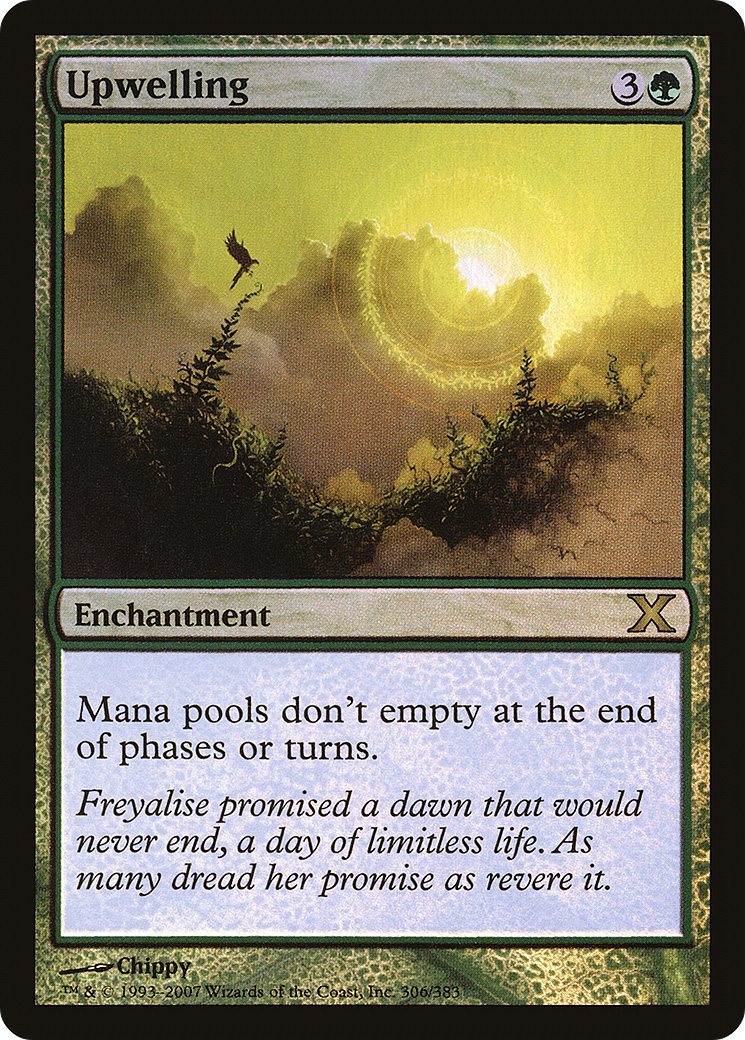 Upwelling 3
Enchantment X
Mana pools don't empty at the end
of phases or turns.
Freyalise promised a dawn that would
never end, a day of limitless life. As
many dread her promise as revere it.
Chippy
™ & © 1993–2007 Wizards of the Coast, Inc. 306/383